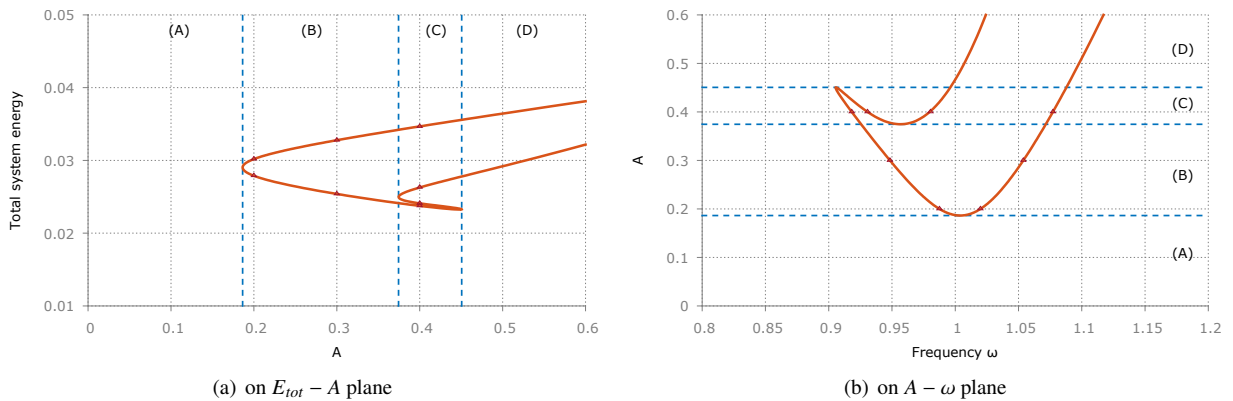 0.05
0.04
0.03
0.02
0.01
Total system energy
(A)
(B)
(C)
(D)
0
0.1
0.2
0.3
0.4
0.5
0.6
A
(a) on E_{tot} − A plane
0.6
0.5
0.4
0.3
0.2
0.1
0
A
(D)
(C)
(B)
(A)
0.8
0.85
0.9
0.95
1
1.05
1.1
1.15
1.2
Frequency ω
(b) on A − ω plane